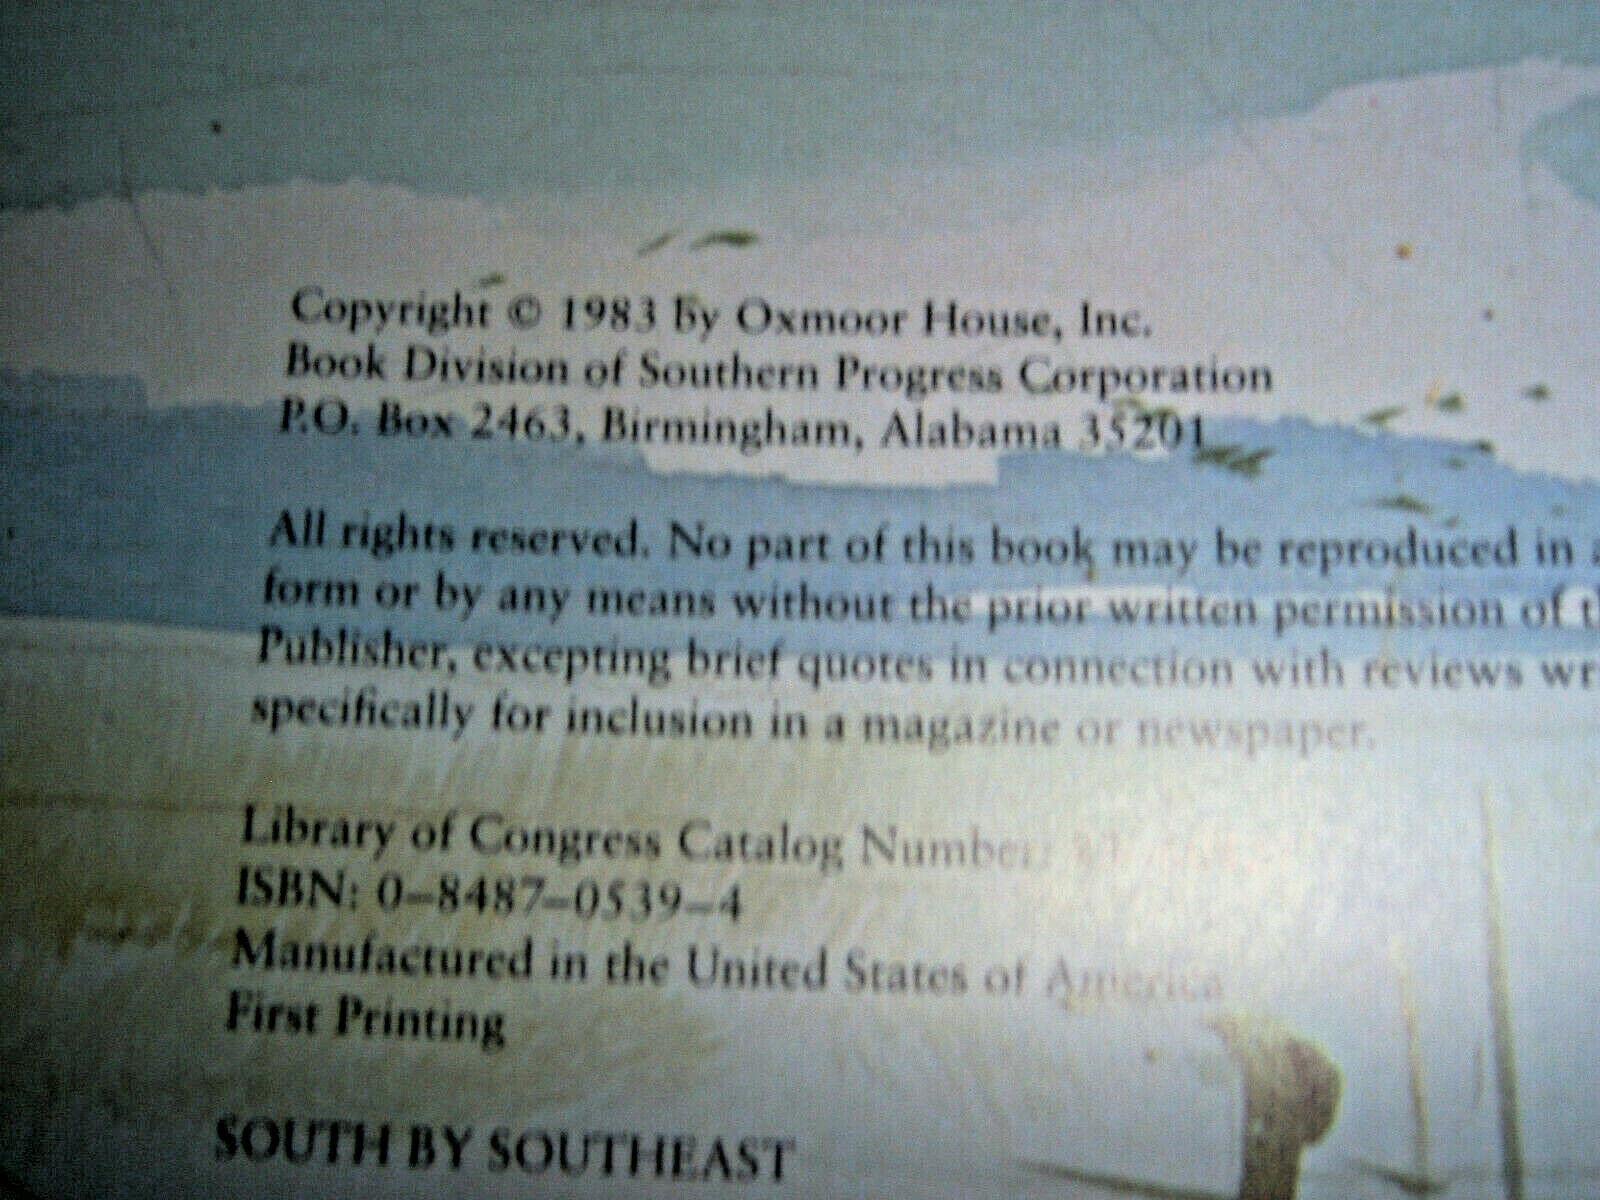 Copyright © 1983 by Oxmoor House, Inc.
Book Division of Southern Progress Corporation
P.O. Box 2463, Birmingham, Alabama 35201
All rights reserved. No part of this book may be reproduced in
form or by any means without the prior written permission of
Publisher, excepting brief quotes in connection with reviews
specifically for inclusion in a magazine or newspaper.
Library of Congress Catalog Number:
ISBN: 0–8487–0539–4
Manufactured in the United States of America
First Printing
SOUTH BY SOUTHEAST